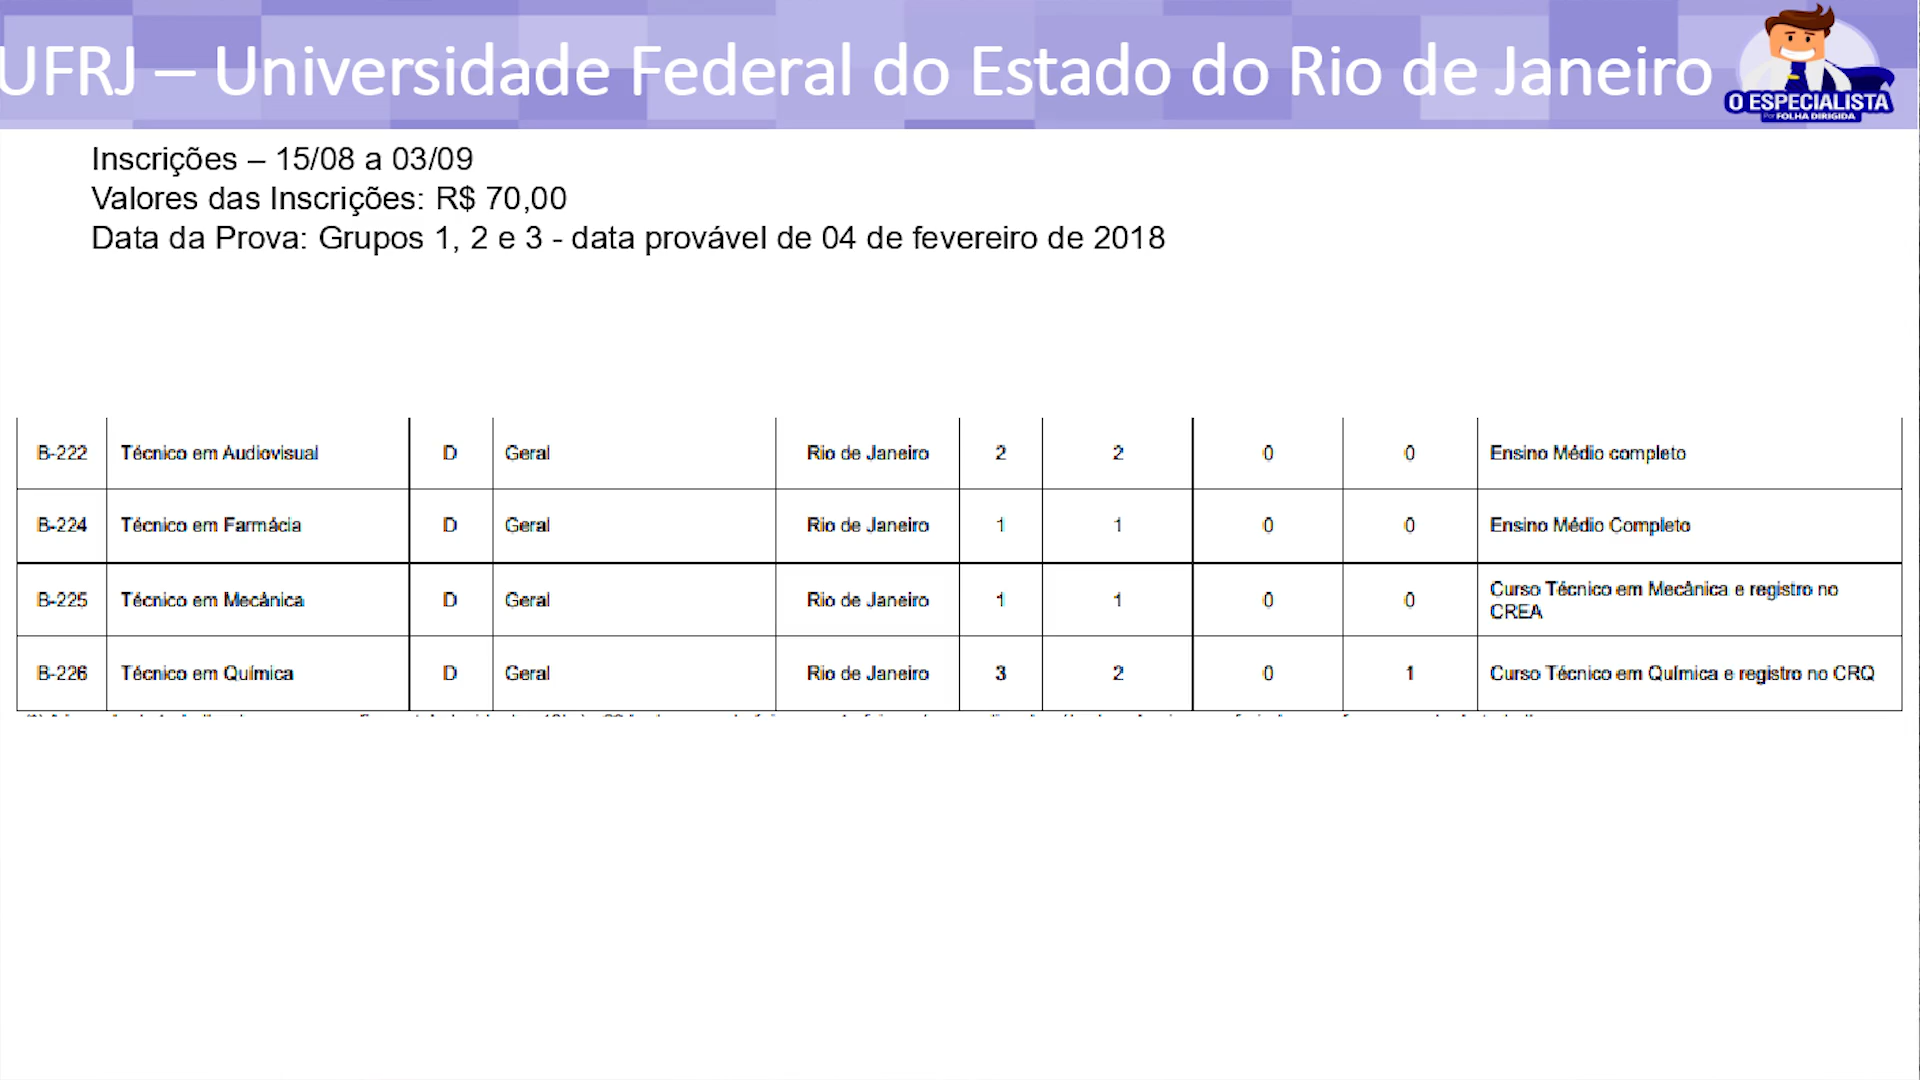 UFRJ – Universidade Federal do Estado do Rio de Janeiro
O ESPECIALISTA
Por FOLHA DIRIGIDA
Inscrições – 15/08 a 03/09
Valores das Inscrições: R$ 70,00
Data da Prova: Grupos 1, 2 e 3 - data provável de 04 de fevereiro de 2018
B-222 Técnico em Audiovisual D Geral Rio de Janeiro 2 2 0 0 Ensino Médio completo
B-224 Técnico em Farmácia D Geral Rio de Janeiro 1 1 0 0 Ensino Médio Completo
B-225 Técnico em Mecânica D Geral Rio de Janeiro 1 1 0 0 Curso Técnico em Mecânica e registro no
CREA
B-226 Técnico em Química D Geral Rio de Janeiro 3 2 0 1 Curso Técnico em Química e registro no CRQ